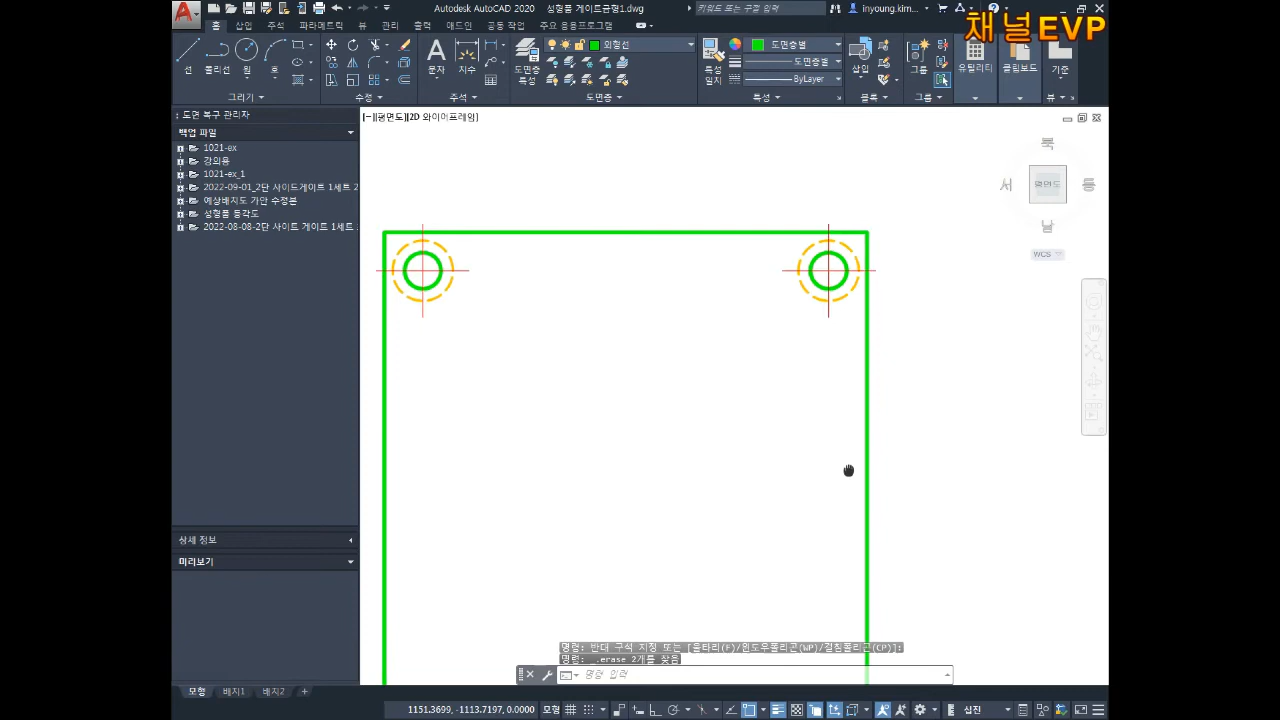 Autodesk AutoCAD 2020 성형품 게이트금형1.dwg
키워드 또는 구절 입력
inyoung.kim
채널EVP
홈 삽입 주석 파라메트릭 뷰 관리 출력 애드인 공동 작업 주요 응용프로그램
선 폴리선 원 호
문자 치수
도면층 특성
외형선
특성 일치
도면층별
도면층별
ByLayer
삽입
그룹
유틸리티
클립보드
기준
그리기 수정 주석 도면층 특성 블록 그룹 뷰
도면 복구 관리자
백업 파일
1021-ex
강의용
1021-ex_1
2022-09-01_2단 사이드게이트 1세트 2
예상배치도 가안 수정분
성형품 등각도
2022-08-08-2단 사이드 게이트 1세트
상세 정보
미리보기
[−][평면도][2D 와이어프레임]
북
서 평면도 동
남
WCS
명령: 반대 구석 지정 또는 [울타리(F)/윈도우폴리곤(WP)/걸침폴리곤(CP)]:
명령: _.erase 2개를 찾음
명령 입력
모형 배치1 배치2 +
1151.3699, -1113.7197, 0.0000 모형
십진